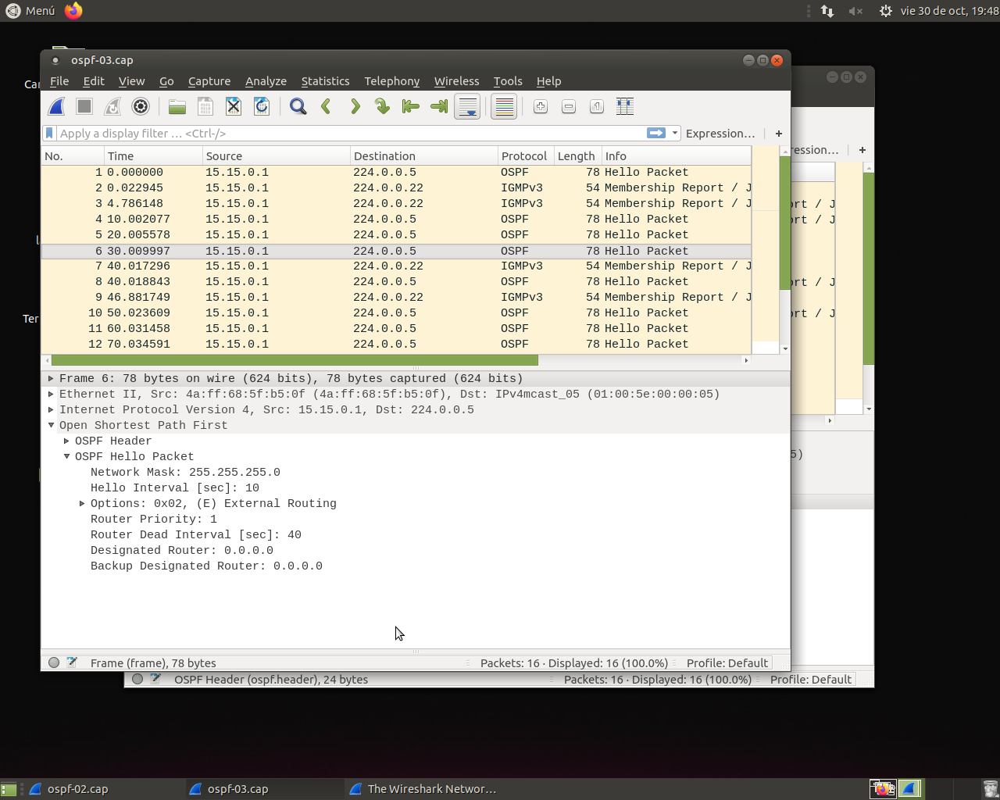 Menú
vie 30 de oct, 19:48
ospf-03.cap
File Edit View Go Capture Analyze Statistics Telephony Wireless Tools Help
Apply a display filter … <Ctrl-/>
Expression…
+
No. Time Source Destination Protocol Length Info
1 0.000000 15.15.0.1 224.0.0.5 OSPF 78 Hello Packet
2 0.022945 15.15.0.1 224.0.0.22 IGMPv3 54 Membership Report / J
3 4.786148 15.15.0.1 224.0.0.22 IGMPv3 54 Membership Report / J
4 10.002077 15.15.0.1 224.0.0.5 OSPF 78 Hello Packet
5 20.005578 15.15.0.1 224.0.0.5 OSPF 78 Hello Packet
6 30.009997 15.15.0.1 224.0.0.5 OSPF 78 Hello Packet
7 40.017296 15.15.0.1 224.0.0.22 IGMPv3 54 Membership Report / J
8 40.018843 15.15.0.1 224.0.0.5 OSPF 78 Hello Packet
9 46.881749 15.15.0.1 224.0.0.22 IGMPv3 54 Membership Report / J
10 50.023609 15.15.0.1 224.0.0.5 OSPF 78 Hello Packet
11 60.031458 15.15.0.1 224.0.0.5 OSPF 78 Hello Packet
12 70.034591 15.15.0.1 224.0.0.5 OSPF 78 Hello Packet
Frame 6: 78 bytes on wire (624 bits), 78 bytes captured (624 bits)
Ethernet II, Src: 4a:ff:68:5f:b5:0f (4a:ff:68:5f:b5:0f), Dst: IPv4mcast_05 (01:00:5e:00:00:05)
Internet Protocol Version 4, Src: 15.15.0.1, Dst: 224.0.0.5
Open Shortest Path First
OSPF Header
OSPF Hello Packet
Network Mask: 255.255.255.0
Hello Interval [sec]: 10
Options: 0x02, (E) External Routing
Router Priority: 1
Router Dead Interval [sec]: 40
Designated Router: 0.0.0.0
Backup Designated Router: 0.0.0.0
Frame (frame), 78 bytes
Packets: 16 · Displayed: 16 (100.0%)
Profile: Default
Car
Ter
ression…
+
ort / J
ort / J
ort / J
ort / J
5)
OSPF Header (ospf.header), 24 bytes
Packets: 16 · Displayed: 16 (100.0%)
Profile: Default
ospf-02.cap
ospf-03.cap
The Wireshark Networ…